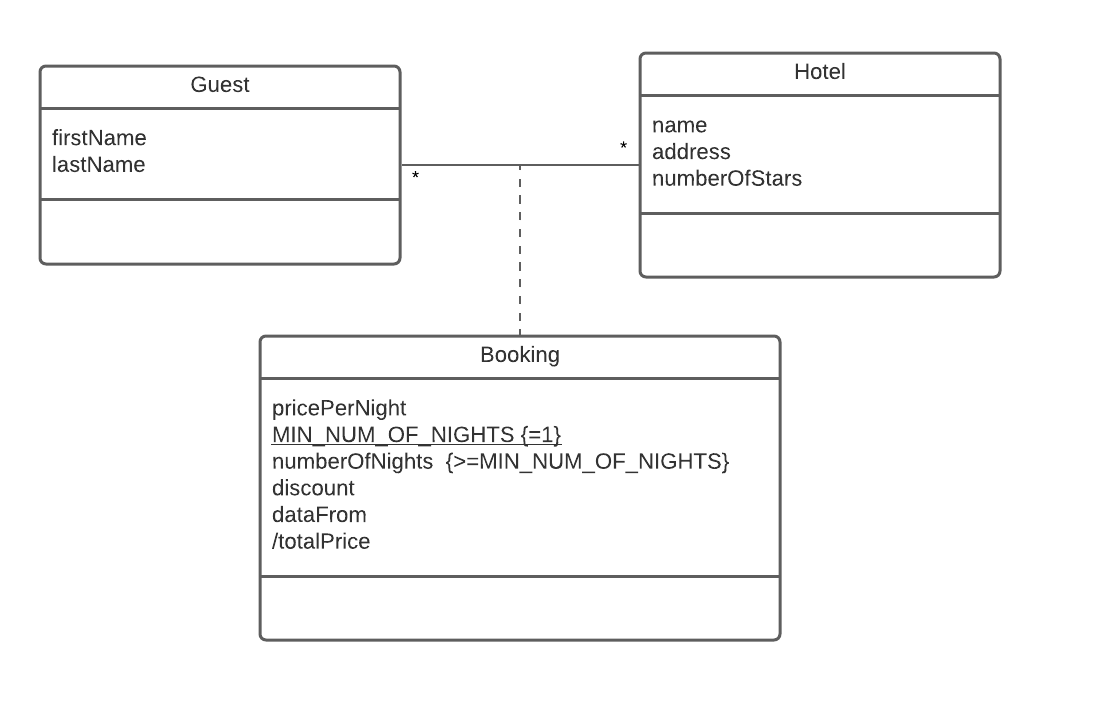 Guest
firstName
lastName
*
*
Hotel
name
address
numberOfStars
Booking
pricePerNight
MIN_NUM_OF_NIGHTS {=1}
numberOfNights  {>=MIN_NUM_OF_NIGHTS}
discount
dataFrom
/totalPrice